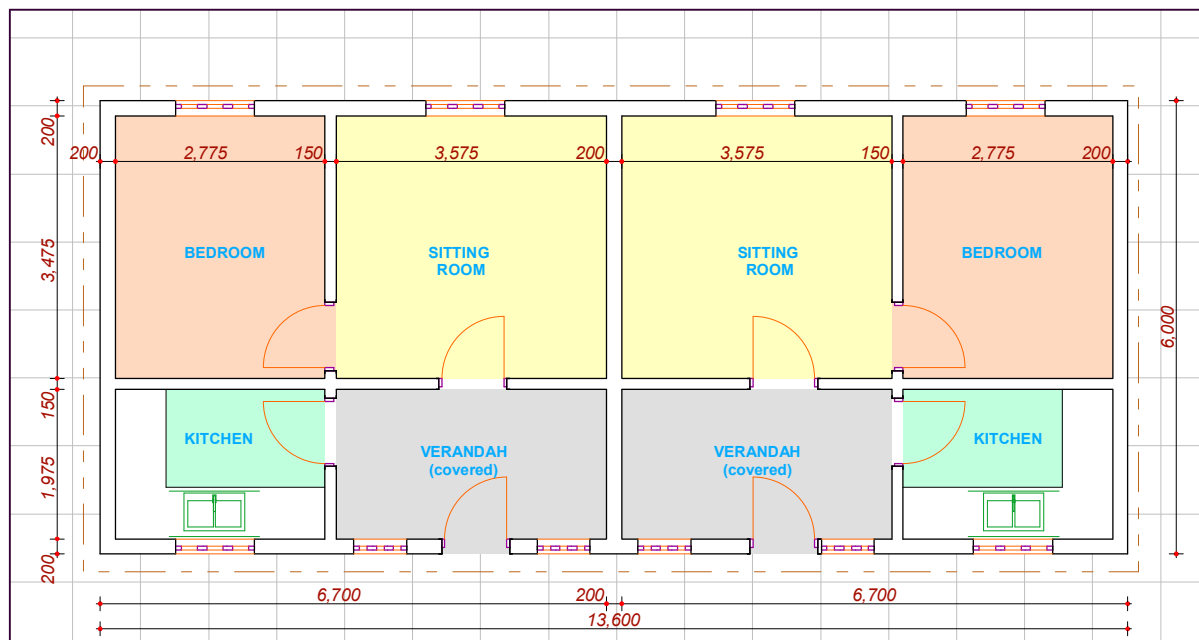 200
200
2,775
150
3,575
200
3,575
150
2,775
200
3,475
6,000
BEDROOM
SITTING
ROOM
SITTING
ROOM
BEDROOM
150
1,975
200
KITCHEN
VERANDAH
(covered)
VERANDAH
(covered)
KITCHEN
6,700
200
6,700
13,600